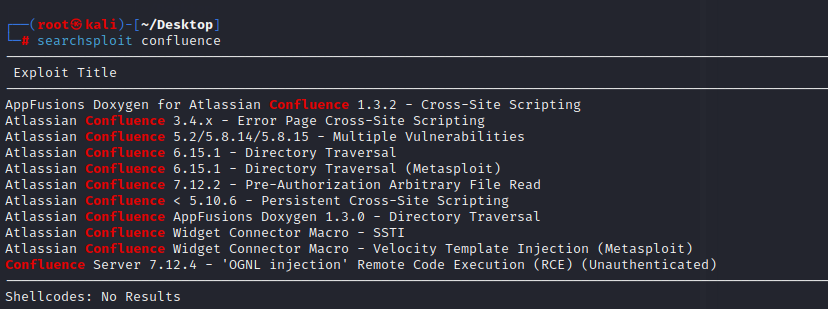 (root㉿kali)-[~/Desktop]
# searchsploit confluence
Exploit Title
AppFusions Doxygen for Atlassian Confluence 1.3.2 - Cross-Site Scripting
Atlassian Confluence 3.4.x - Error Page Cross-Site Scripting
Atlassian Confluence 5.2/5.8.14/5.8.15 - Multiple Vulnerabilities
Atlassian Confluence 6.15.1 - Directory Traversal
Atlassian Confluence 6.15.1 - Directory Traversal (Metasploit)
Atlassian Confluence 7.12.2 - Pre-Authorization Arbitrary File Read
Atlassian Confluence < 5.10.6 - Persistent Cross-Site Scripting
Atlassian Confluence AppFusions Doxygen 1.3.0 - Directory Traversal
Atlassian Confluence Widget Connector Macro - SSTI
Atlassian Confluence Widget Connector Macro - Velocity Template Injection (Metasploit)
Confluence Server 7.12.4 - 'OGNL injection' Remote Code Execution (RCE) (Unauthenticated)
Shellcodes: No Results